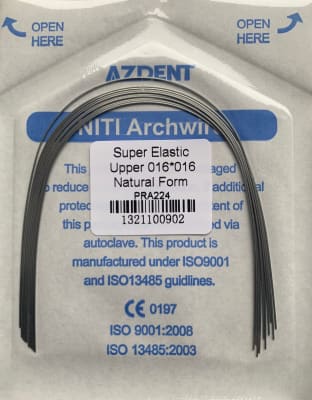 OPEN HERE
OPEN HERE
AZDENT
NITI Archwire
Super Elastic
Upper 016*016
Natural Form
PRA224
1321100902
This
aged
to reduce
additional
prote
tent of
this p
ed via
autoclave. This product is
manufactured under ISO9001
and ISO13485 guidlines.
CE 0197
ISO 9001:2008
ISO 13485:2003